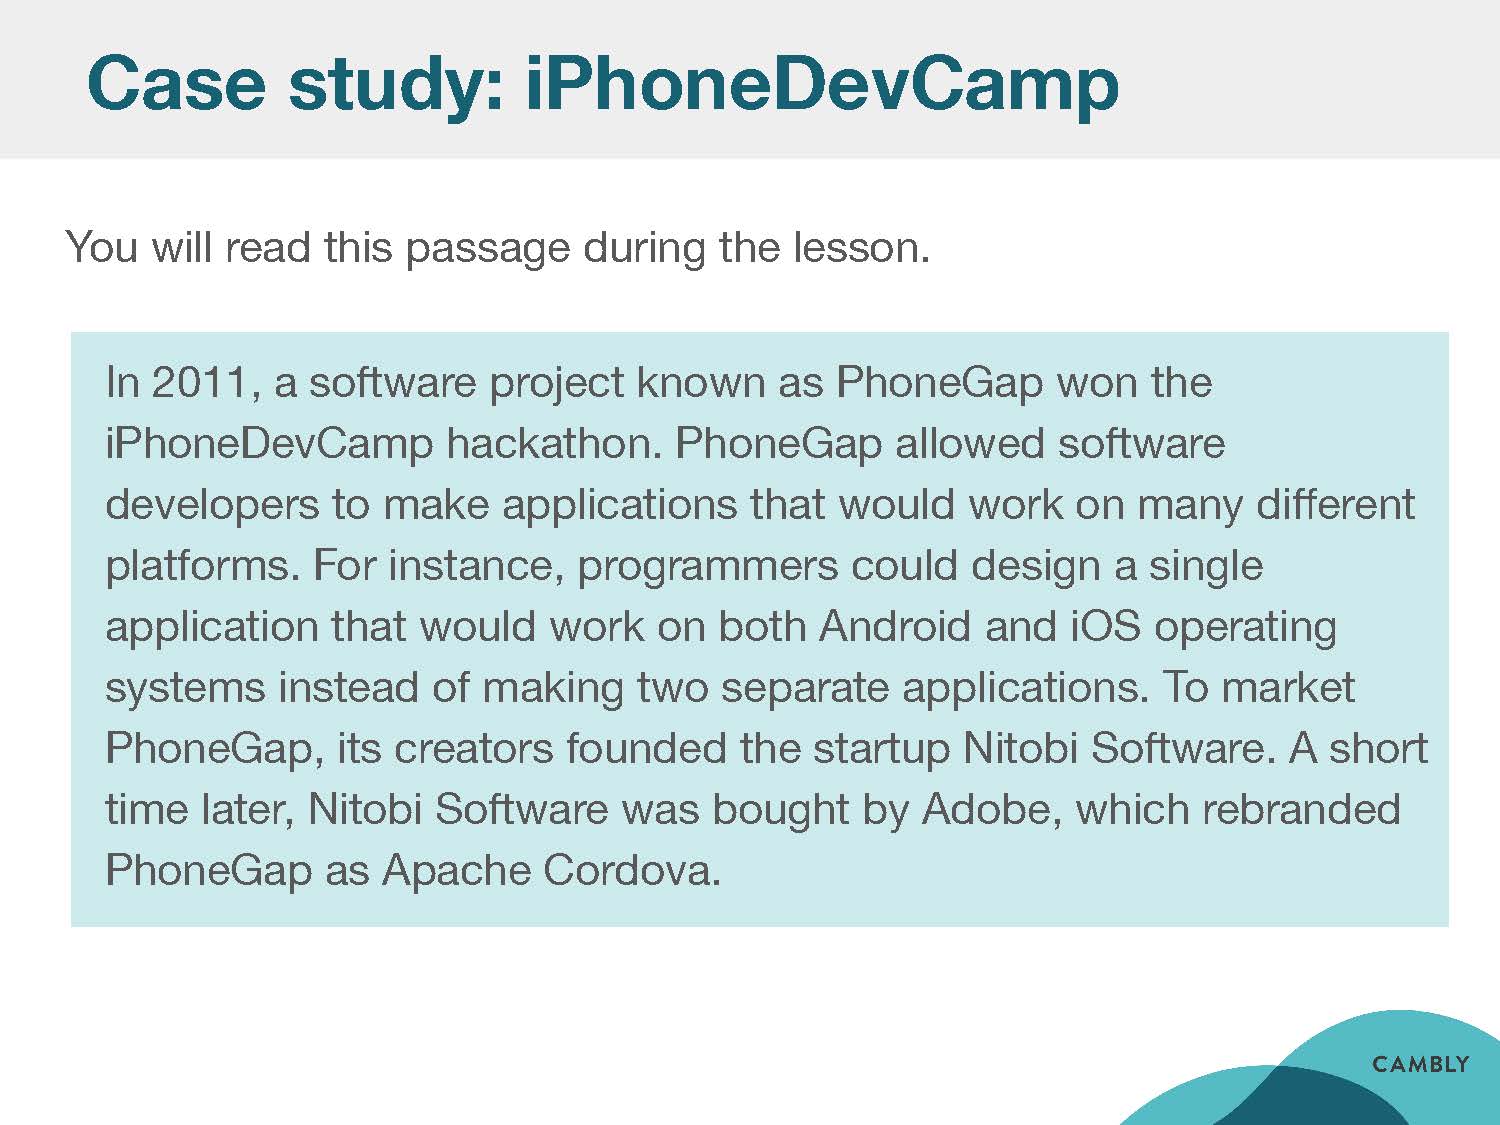 Case study: iPhoneDevCamp
You will read this passage during the lesson.
In 2011, a software project known as PhoneGap won the
iPhoneDevCamp hackathon. PhoneGap allowed software
developers to make applications that would work on many different
platforms. For instance, programmers could design a single
application that would work on both Android and iOS operating
systems instead of making two separate applications. To market
PhoneGap, its creators founded the startup Nitobi Software. A short
time later, Nitobi Software was bought by Adobe, which rebranded
PhoneGap as Apache Cordova.
CAMBLY